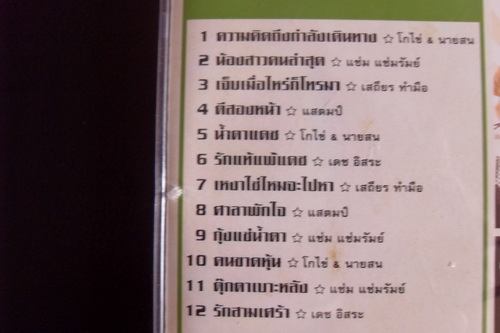 1 ความคิดถึงกำลังเดินทาง ☆ โกไข่ & นายสน
2 น้องสาวคนล่าสุด ☆ แช่ม แช่มรัมย์
3 เจ็บเมื่อไหร่ก็โทรมา ☆ เสถียร ทำมือ
4 ตีสองหน้า ☆ แสตมป์
5 น้ำตาแดช ☆ โกไข่ & นายสน
6 รักแท้แพ้แดช ☆ เดช อิสระ
7 เหงาใช่ไหมจะไปหา ☆ เสถียร ทำมือ
8 ศาลาพักใจ ☆ แสตมป์
9 กุ้งแช่น้ำตา ☆ แช่ม แช่มรัมย์
10 คนขาดหุ้น ☆ โกไข่ & นายสน
11 ตุ๊กตาเบาะหลัง ☆ แช่ม แช่มรัมย์
12 รักสามเศร้า ☆ เดช อิสระ